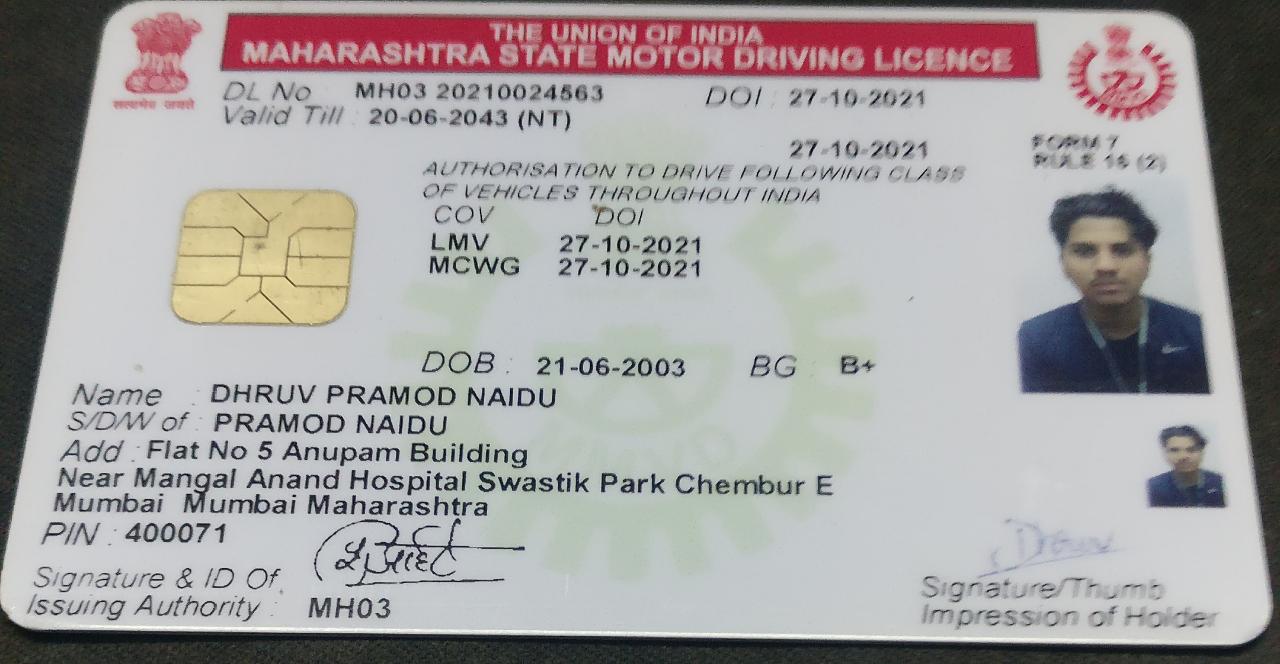 THE UNION OF INDIA
MAHARASHTRA STATE MOTOR DRIVING LICENCE
सत्यमेव जयते
DL No MH03 20210024563 DOI : 27-10-2021
Valid Till : 20-06-2043 (NT)
27-10-2021
FORM 7
RULE 16 (2)
AUTHORISATION TO DRIVE FOLLOWING CLASS
OF VEHICLES THROUGHOUT INDIA
COV DOI
LMV 27-10-2021
MCWG 27-10-2021
DOB : 21-06-2003 BG : B+
Name : DHRUV PRAMOD NAIDU
S/D/W of : PRAMOD NAIDU
Add : Flat No 5 Anupam Building
Near Mangal Anand Hospital Swastik Park Chembur E
Mumbai Mumbai Maharashtra
PIN : 400071
Signature & ID Of
Issuing Authority : MH03
Dhruv
Signature/Thumb
Impression of Holder